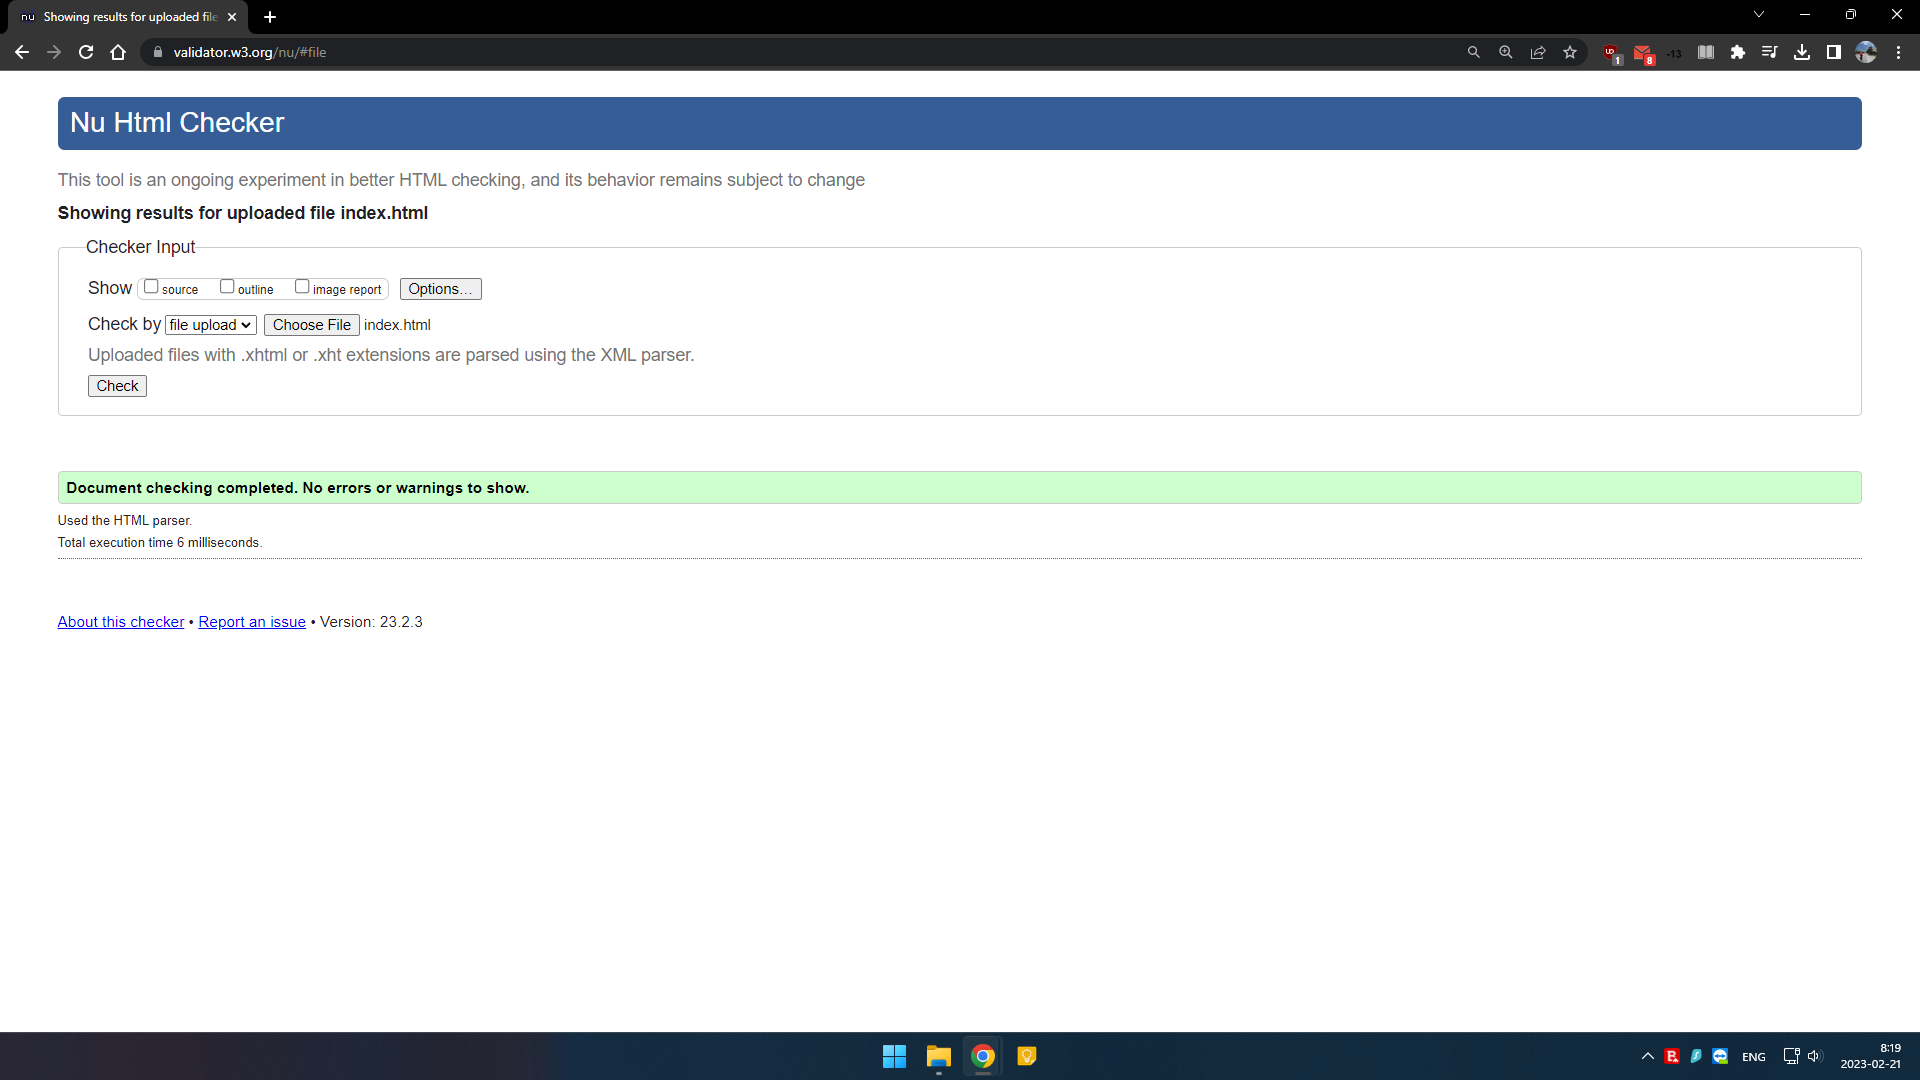 nu Showing results for uploaded file
validator.w3.org/nu/#file
1 8 -13
Nu Html Checker
This tool is an ongoing experiment in better HTML checking, and its behavior remains subject to change
Showing results for uploaded file index.html
Checker Input
Show source outline image report Options...
Check by file upload Choose File index.html
Uploaded files with .xhtml or .xht extensions are parsed using the XML parser.
Check
Document checking completed. No errors or warnings to show.
Used the HTML parser.
Total execution time 6 milliseconds.
About this checker • Report an issue • Version: 23.2.3
ENG
8:19
2023-02-21